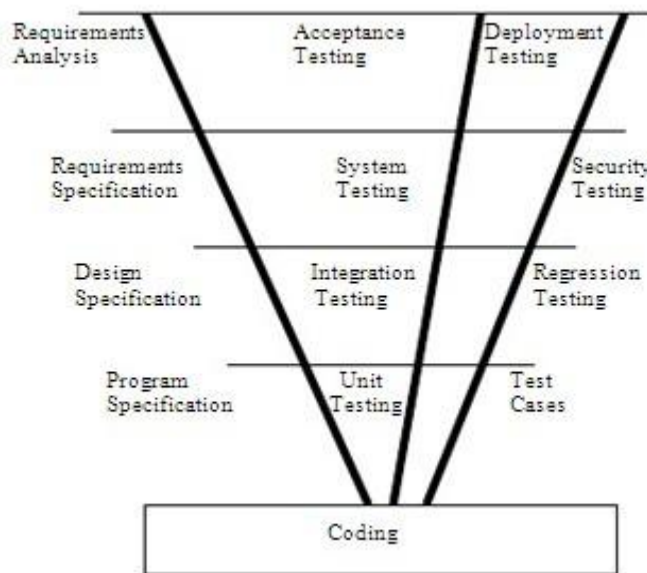 Requirements
Analysis
Acceptance
Testing
Deployment
Testing
Requirements
Specification
System
Testing
Security
Testing
Design
Specification
Integration
Testing
Regression
Testing
Program
Specification
Unit
Testing
Test
Cases
Coding